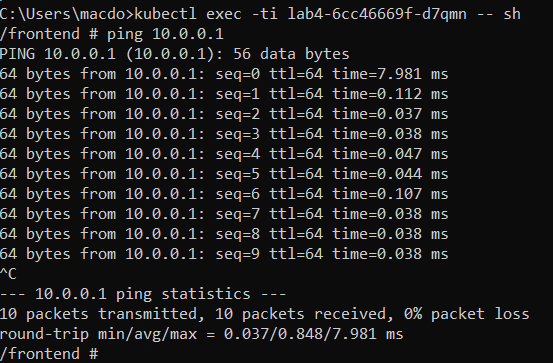 C:\Users\macdo>kubectl exec -ti lab4-6cc46669f-d7qmn -- sh
/frontend # ping 10.0.0.1
PING 10.0.0.1 (10.0.0.1): 56 data bytes
64 bytes from 10.0.0.1: seq=0 ttl=64 time=7.981 ms
64 bytes from 10.0.0.1: seq=1 ttl=64 time=0.112 ms
64 bytes from 10.0.0.1: seq=2 ttl=64 time=0.037 ms
64 bytes from 10.0.0.1: seq=3 ttl=64 time=0.038 ms
64 bytes from 10.0.0.1: seq=4 ttl=64 time=0.047 ms
64 bytes from 10.0.0.1: seq=5 ttl=64 time=0.044 ms
64 bytes from 10.0.0.1: seq=6 ttl=64 time=0.107 ms
64 bytes from 10.0.0.1: seq=7 ttl=64 time=0.038 ms
64 bytes from 10.0.0.1: seq=8 ttl=64 time=0.038 ms
64 bytes from 10.0.0.1: seq=9 ttl=64 time=0.038 ms
^C
--- 10.0.0.1 ping statistics ---
10 packets transmitted, 10 packets received, 0% packet loss
round-trip min/avg/max = 0.037/0.848/7.981 ms
/frontend #